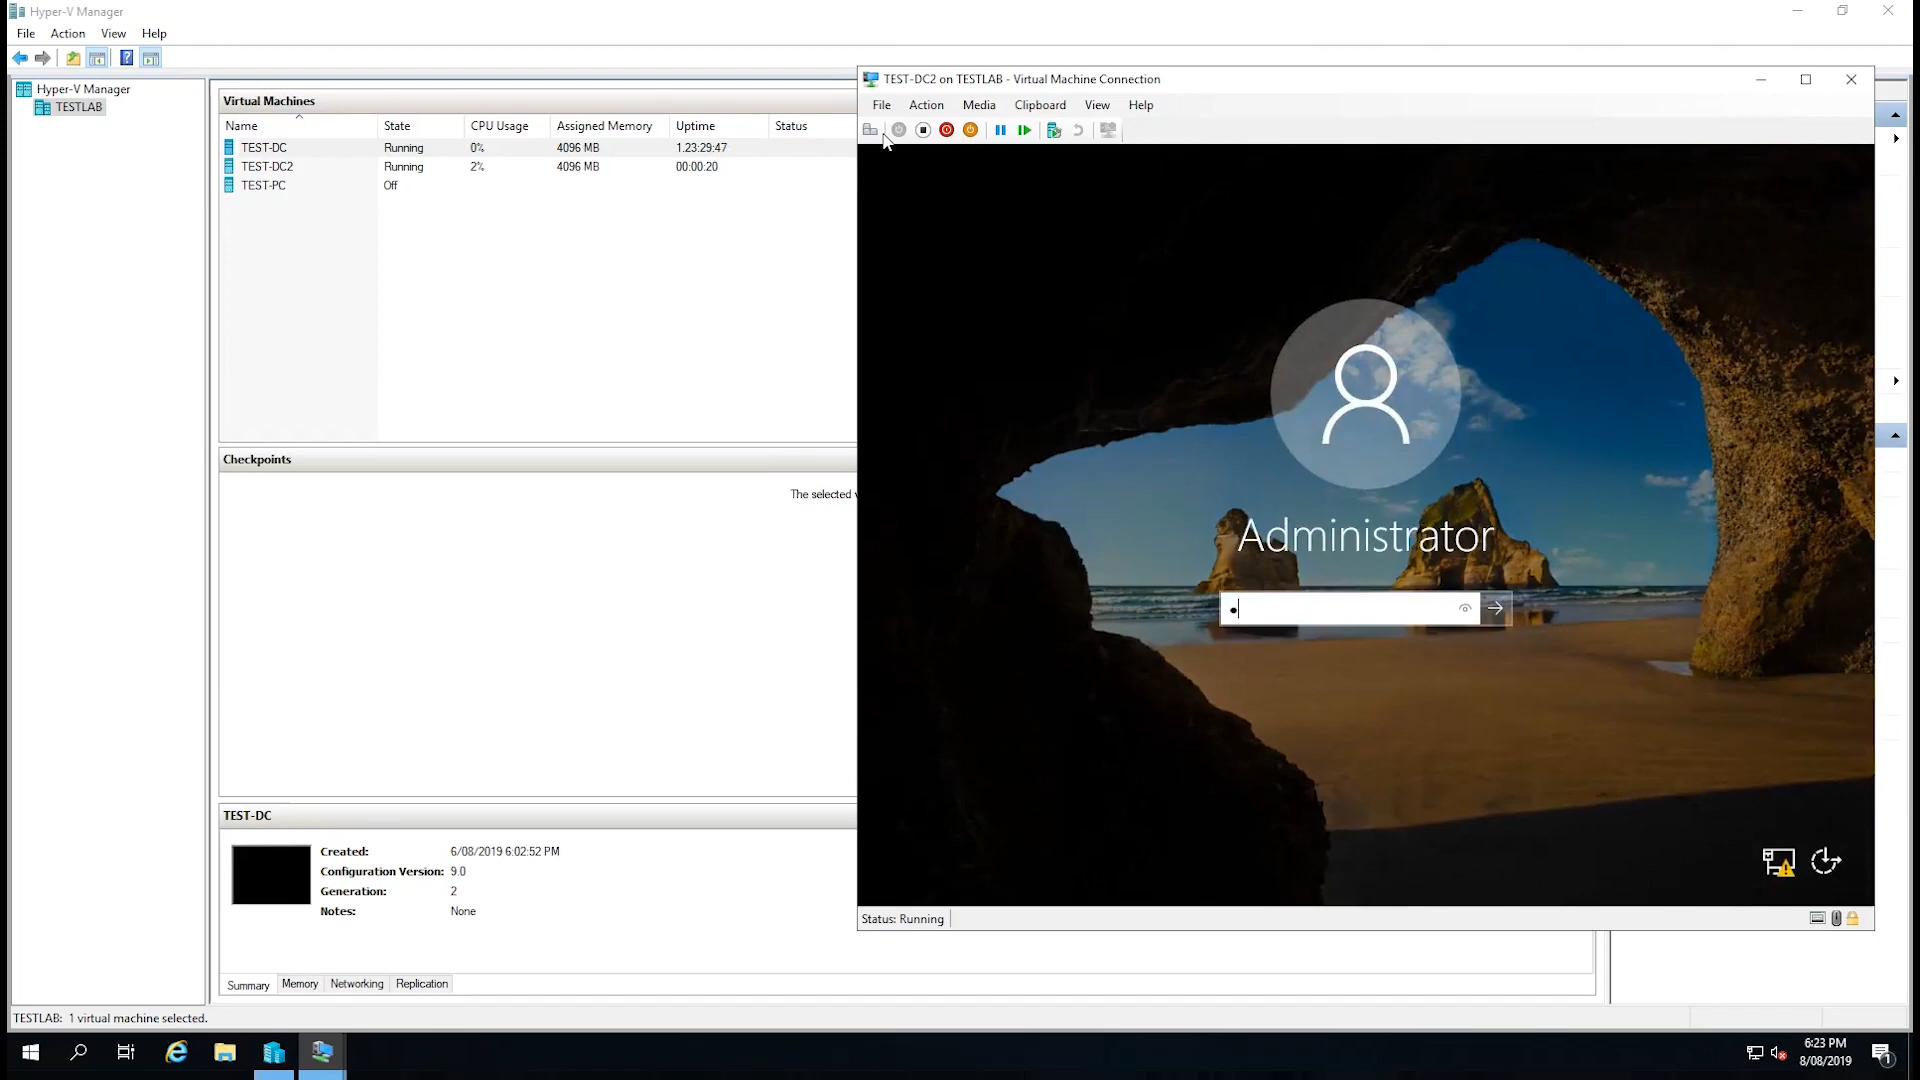 Hyper-V Manager
File Action View Help
Hyper-V Manager
TESTLAB
Virtual Machines
Name State CPU Usage Assigned Memory Uptime Status
TEST-DC Running 0% 4096 MB 1.23:29:47
TEST-DC2 Running 2% 4096 MB 00:00:20
TEST-PC Off
Checkpoints
The selected
TEST-DC
Created: 6/08/2019 6:02:52 PM
Configuration Version: 9.0
Generation: 2
Notes: None
Summary Memory Networking Replication
TESTLAB: 1 virtual machine selected.
TEST-DC2 on TESTLAB - Virtual Machine Connection
File Action Media Clipboard View Help
Administrator
Status: Running
6:23 PM
8/08/2019
1